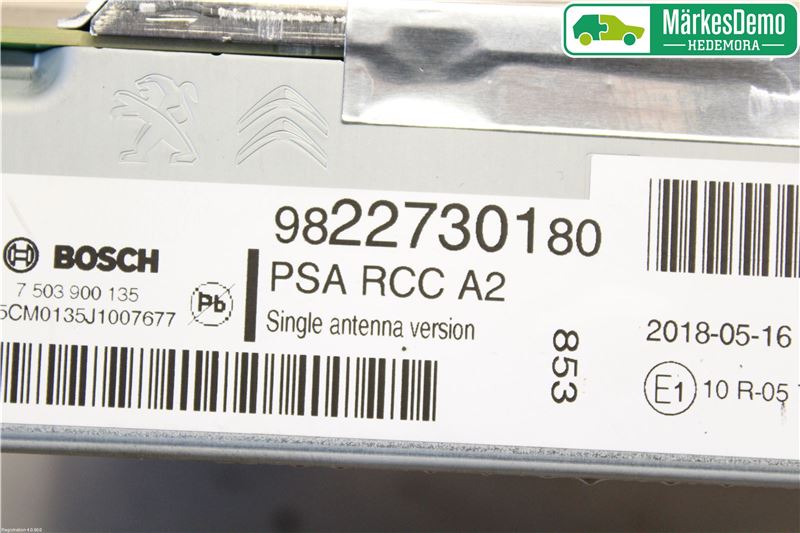 MärkesDemo
HEDEMORA
9822730180
BOSCH
PSA RCC A2
7 503 900 135
Pb
5CM0135J1007677
Single antenna version
853
2018-05-16
E1
10 R-05